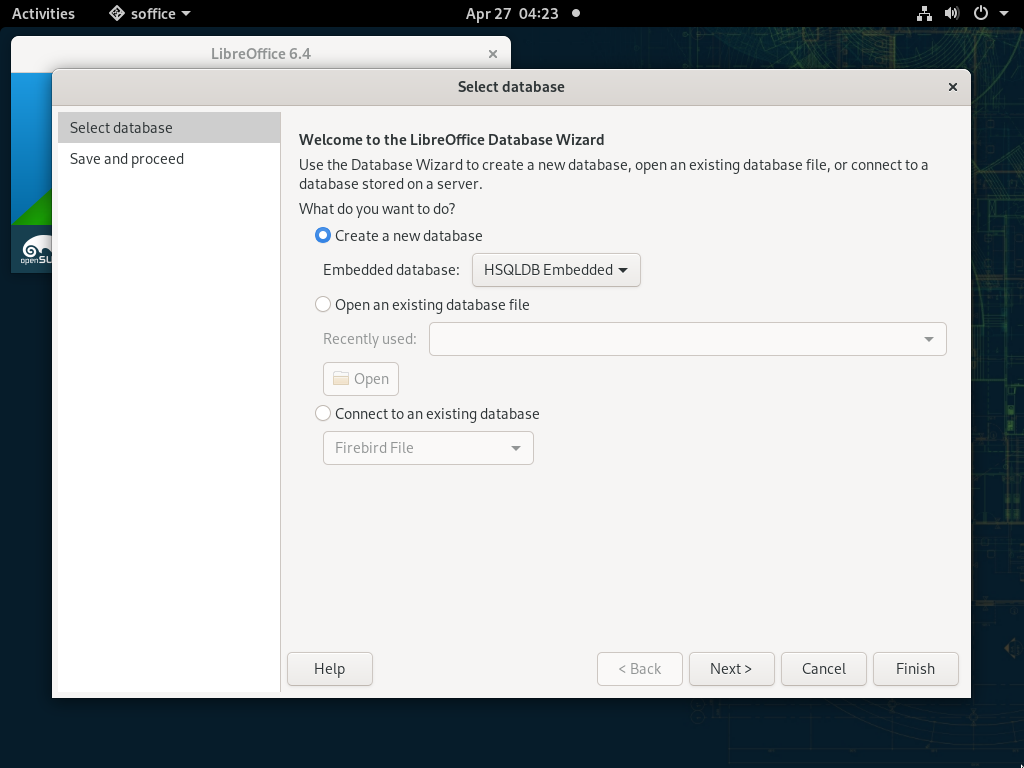 Activities soffice Apr 27 04:23
LibreOffice 6.4
Select database
Select database
Save and proceed
Welcome to the LibreOffice Database Wizard
Use the Database Wizard to create a new database, open an existing database file, or connect to a
database stored on a server.
What do you want to do?
Create a new database
Embedded database: HSQLDB Embedded
Open an existing database file
Recently used:
Open
Connect to an existing database
Firebird File
openSU
Help < Back Next > Cancel Finish